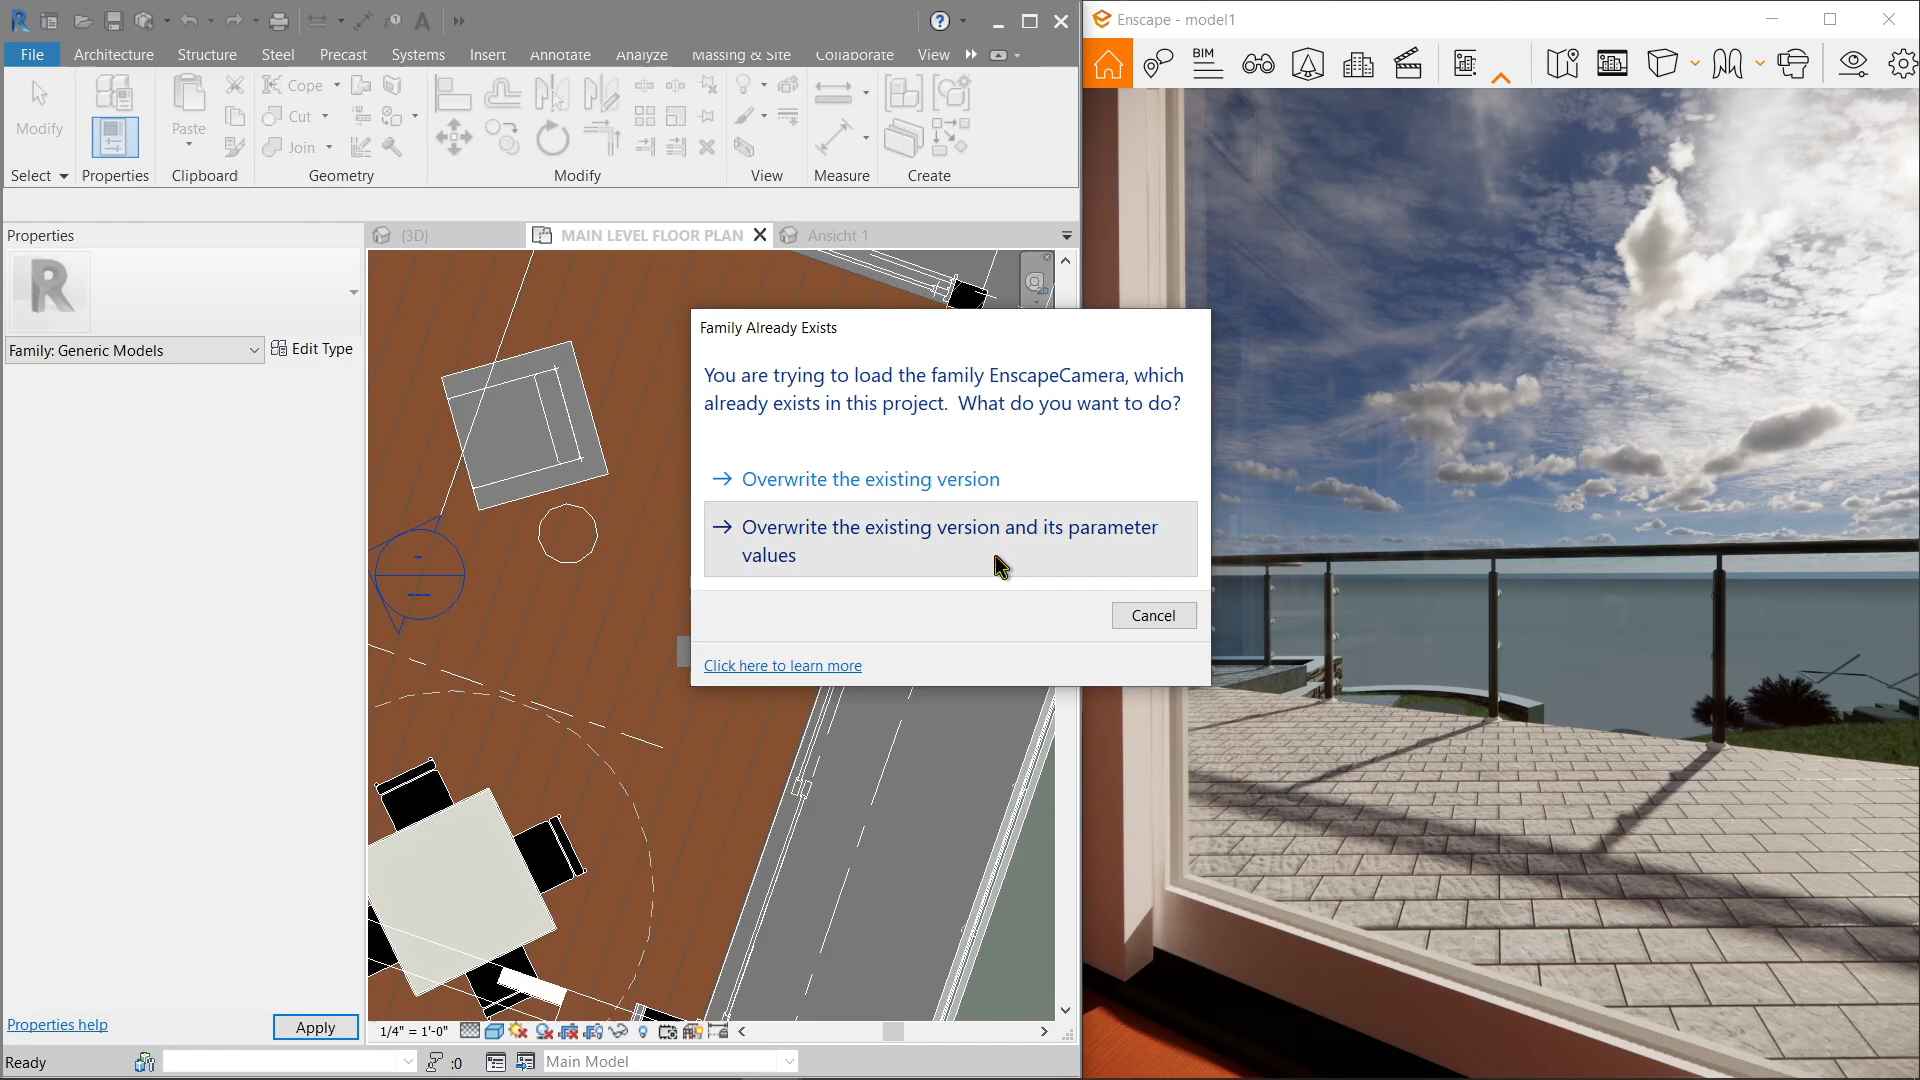 Enscape - model1
File Architecture Structure Steel Precast Systems Insert Annotate Analyze Massing & Site Collaborate View
BIM
Modify
Paste
Cope
Cut
Join
Select Properties Clipboard Geometry Modify View Measure Create
Properties
{3D}
MAIN LEVEL FLOOR PLAN
Ansicht 1
R
2D
Family: Generic Models
Edit Type
Family Already Exists
You are trying to load the family EnscapeCamera, which
already exists in this project. What do you want to do?
Overwrite the existing version
Overwrite the existing version and its parameter
values
Cancel
Click here to learn more
Properties help
Apply
1/4" = 1'-0"
Ready
:0
Main Model